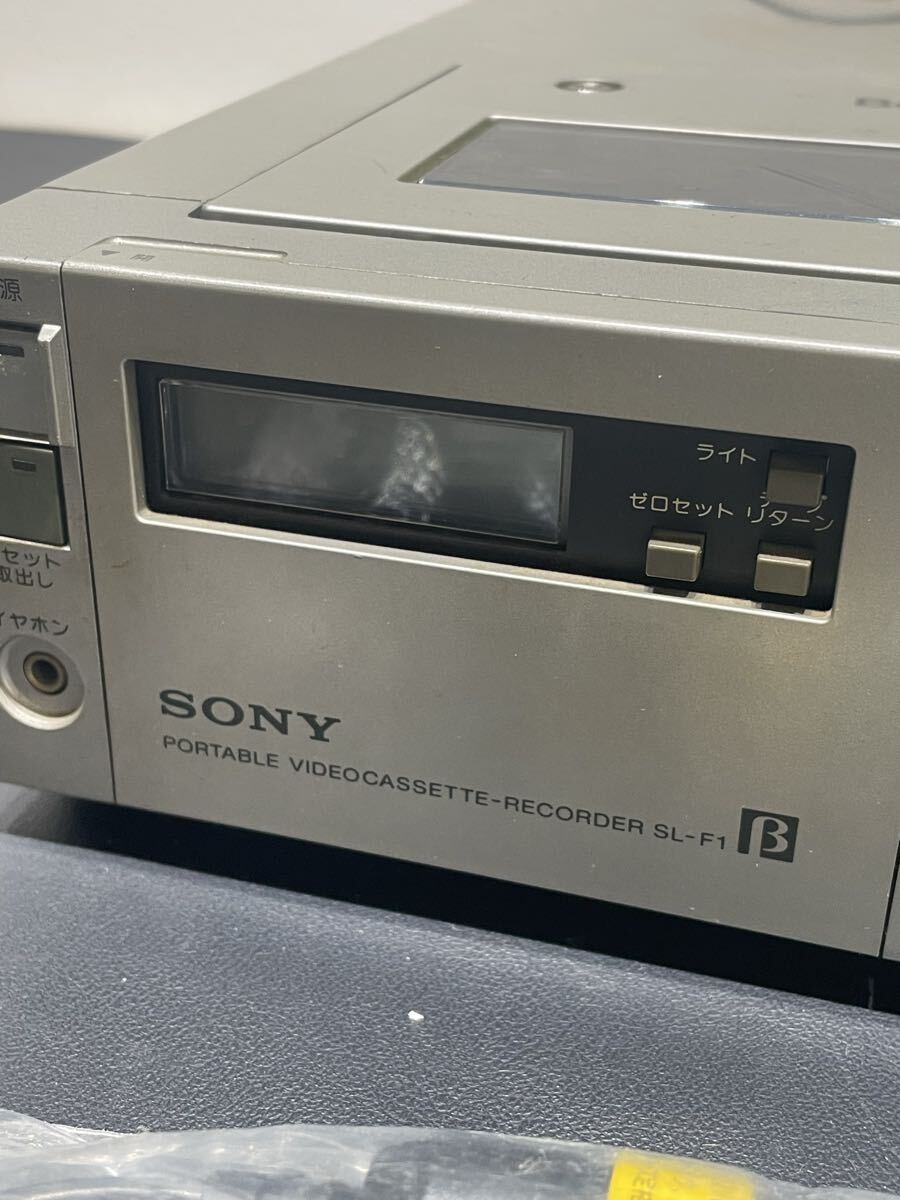 ▼ 開
源
ライト
ゼロセット リターン
セット
取出し
イヤホン
SONY
PORTABLE VIDEOCASSETTE-RECORDER SL-F1 β